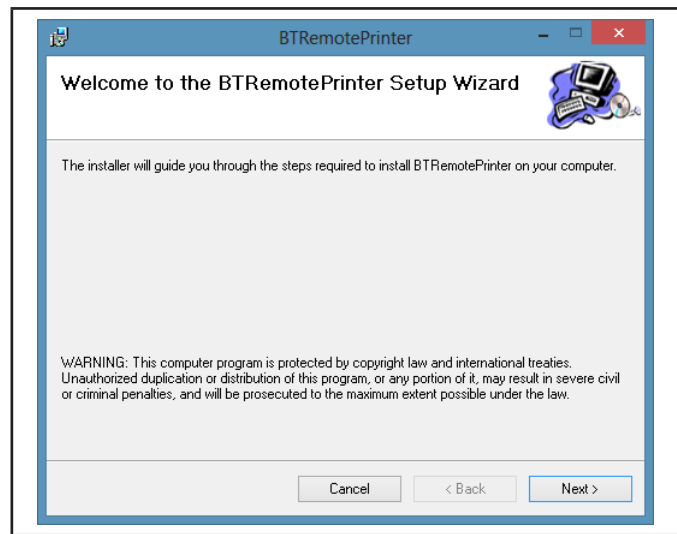 BTRemotePrinter
Welcome to the BTRemotePrinter Setup Wizard
The installer will guide you through the steps required to install BTRemotePrinter on your computer.
WARNING: This computer program is protected by copyright law and international treaties.
Unauthorized duplication or distribution of this program, or any portion of it, may result in severe civil
or criminal penalties, and will be prosecuted to the maximum extent possible under the law.
Cancel < Back Next >